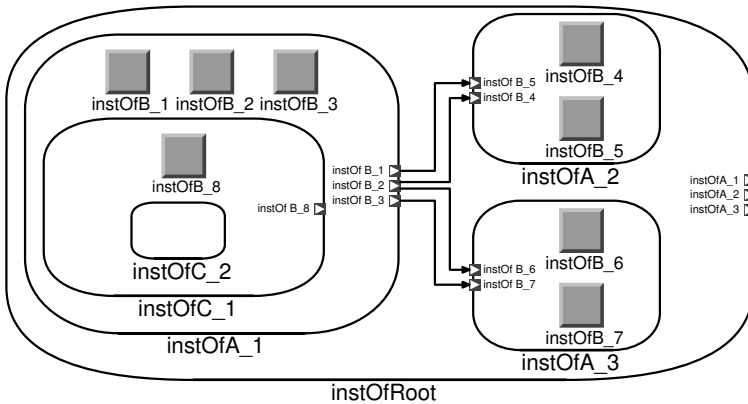 instOfB_1 instOfB_2 instOfB_3
instOfB_8
instOf B_8
instOfC_2
instOfC_1
instOf B_1
instOf B_2
instOf B_3
instOfA_1
instOfB_4
instOf B_5
instOf B_4
instOfB_5
instOfA_2
instOfA_1
instOfA_2
instOfA_3
instOfB_6
instOf B_6
instOf B_7
instOfB_7
instOfA_3
instOfRoot